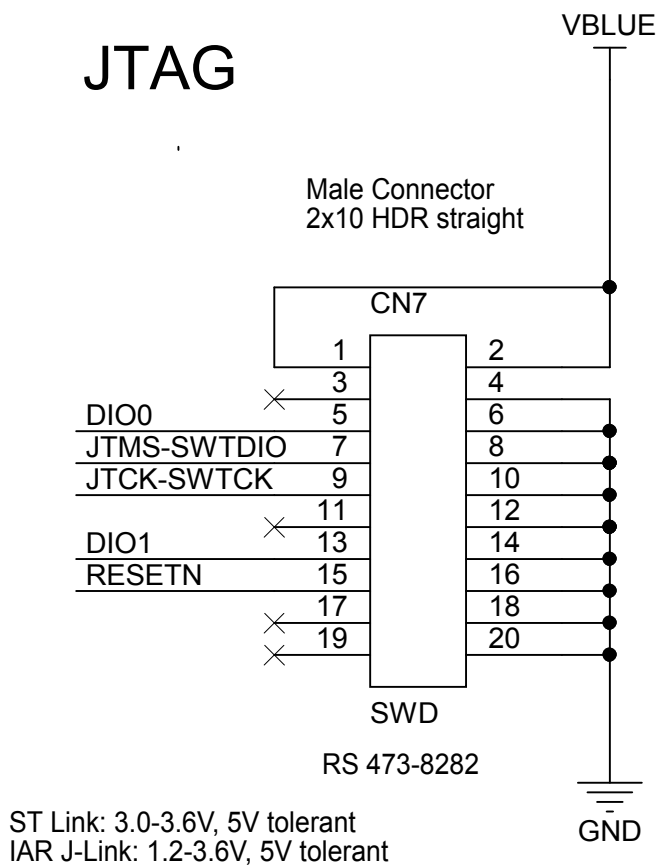 VBLUE
JTAG
Male Connector
2x10 HDR straight
CN7
1 2
3 4
DIO0 5 6
JTMS-SWTDIO 7 8
JTCK-SWTCK 9 10
11 12
DIO1 13 14
RESETN 15 16
17 18
19 20
SWD
RS 473-8282
ST Link: 3.0-3.6V, 5V tolerant
GND
IAR J-Link: 1.2-3.6V, 5V tolerant